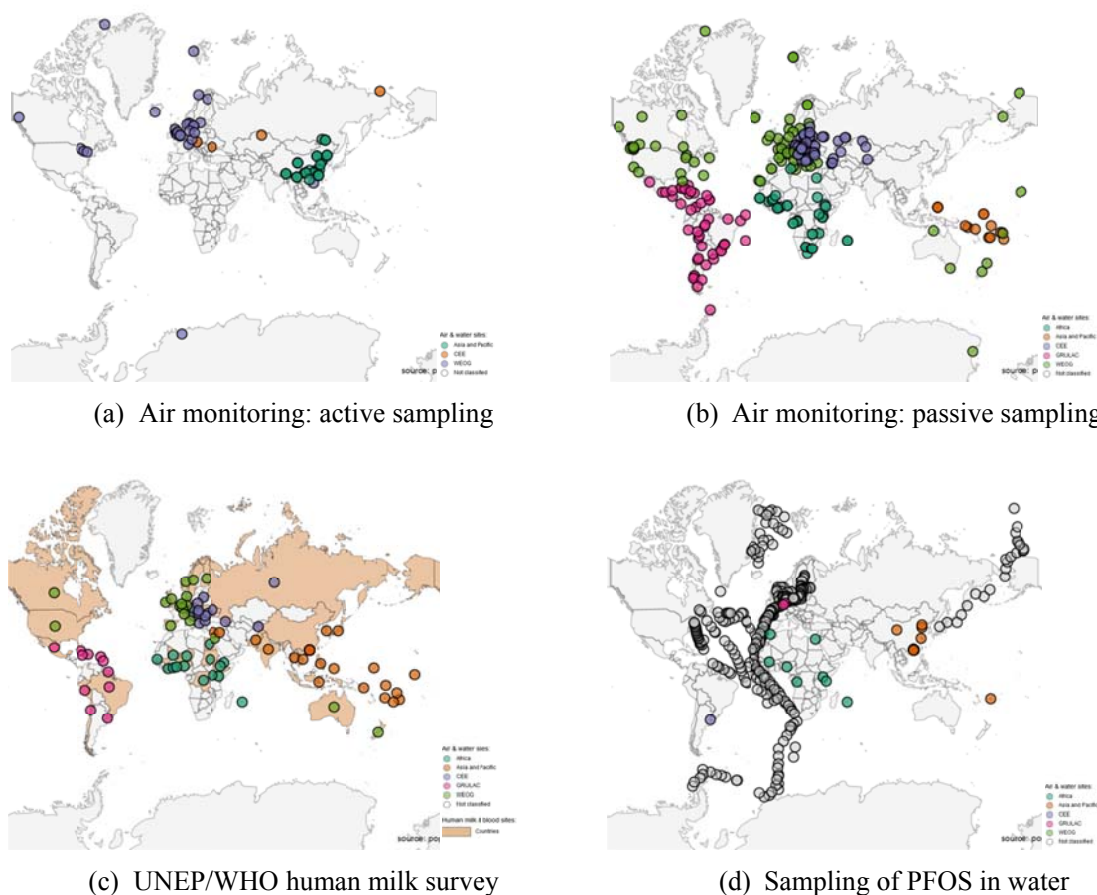 Air & water sites:
Asia and Pacific
CEE
WEOG
Not classified
source: po
(a) Air monitoring: active sampling
Air & water sites:
Africa
Asia and Pacific
CEE
GRULAC
WEOG
Not classified
source: p
(b) Air monitoring: passive sampling
Air & water sites:
Africa
Asia and Pacific
CEE
GRULAC
WEOG
Not classified
Human milk & blood sites:
Countries
source: pop
(c) UNEP/WHO human milk survey
Air & water sites:
Africa
Asia and Pacific
CEE
GRULAC
WEOG
Not classified
source: po
(d) Sampling of PFOS in water